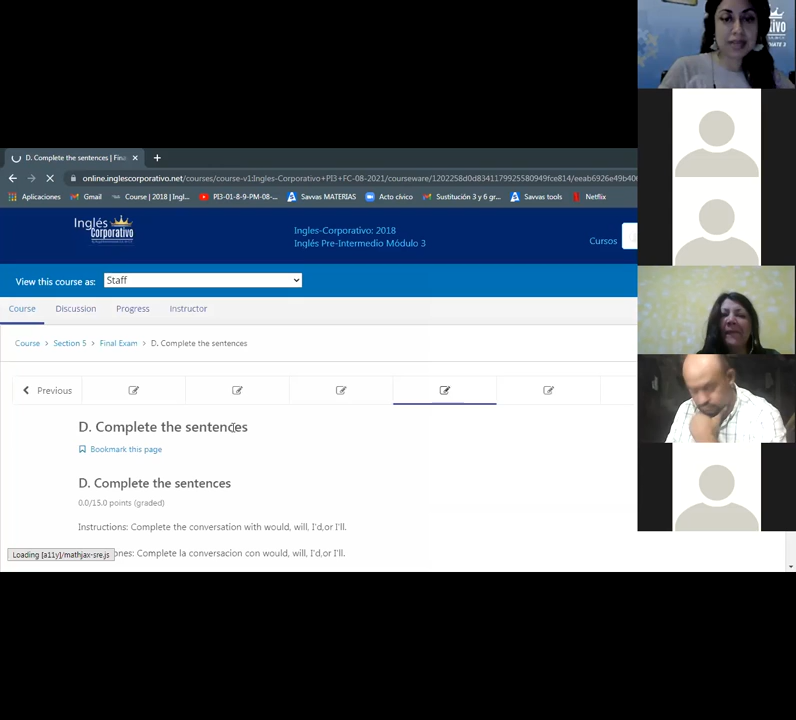 D. Complete the sentences | Fina
online.inglescorporativo.net/courses/course-v1:Ingles-Corporativo+PI3+FC-08-2021/courseware/1202258d0d8341179925580949fce814/eeab6926e49b406
Aplicaciones
Gmail
Course | 2018 | Ingl...
PI3-01-8-9-PM-08-...
Savvas MATERIAS
Acto cívico
Sustitución 3 y 6 gr...
Savvas tools
Netflix
Inglés
Corporativo
Ingles-Corporativo: 2018
Inglés Pre-Intermedio Módulo 3
Cursos
View this course as:
Staff
Course
Discussion
Progress
Instructor
Course > Section 5 > Final Exam > D. Complete the sentences
Previous
D. Complete the sentences
Bookmark this page
D. Complete the sentences
0.0/15.0 points (graded)
Instructions: Complete the conversation with would, will, I'd,or I'll.
ones: Complete la conversacion con would, will, I'd,or I'll.
Loading [a11y]/mathjax-sre.js